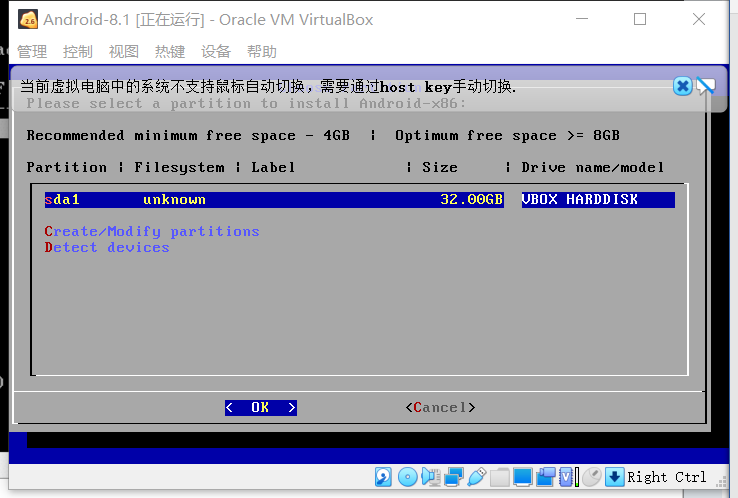 Android-8.1 [正在运行] - Oracle VM VirtualBox
管理 控制 视图 热键 设备 帮助
当前虚拟电脑中的系统不支持鼠标自动切换，需要通过host key手动切换.
Please select a partition to install Android-x86:
Recommended minimum free space - 4GB ¦ Optimum free space >= 8GB
Partition ¦ Filesystem ¦ Label ¦ Size ¦ Drive name/model
sda1 unknown 32.00GB VBOX HARDDISK
Create/Modify partitions
Detect devices
< OK > <Cancel>
Right Ctrl